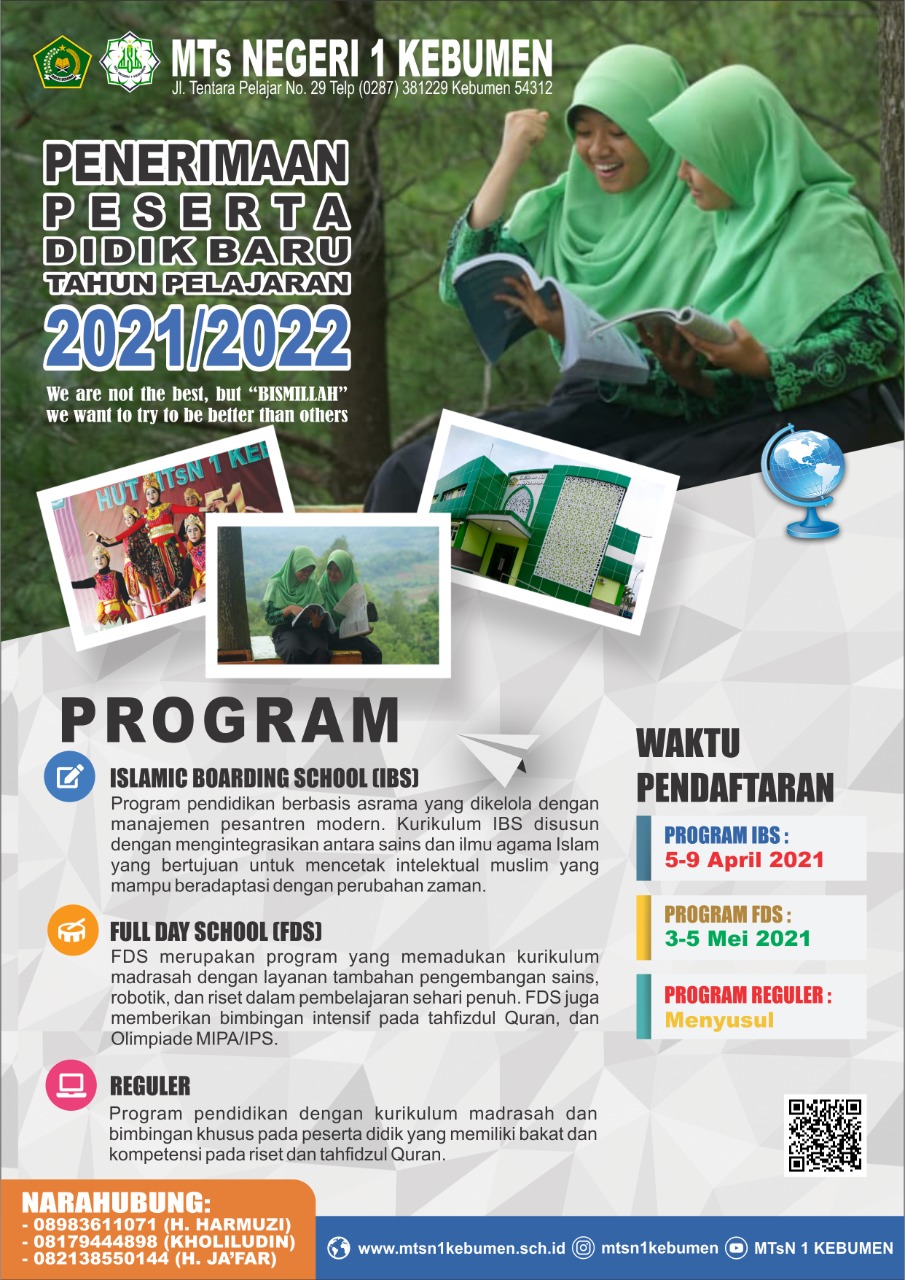 MTs NEGERI 1 KEBUMEN
Jl. Tentara Pelajar No. 29 Telp (0287) 381229 Kebumen 54312
PENERIMAAN
PESERTA
DIDIK BARU
TAHUN PELAJARAN
2021/2022
We are not the best, but “BISMILLAH”
we want to try to be better than others
HUT MTsN 1 KE
PROGRAM
ISLAMIC BOARDING SCHOOL (IBS)
Program pendidikan berbasis asrama yang dikelola dengan
manajemen pesantren modern. Kurikulum IBS disusun
dengan mengintegrasikan antara sains dan ilmu agama Islam
yang bertujuan untuk mencetak intelektual muslim yang
mampu beradaptasi dengan perubahan zaman.
FULL DAY SCHOOL (FDS)
FDS merupakan program yang memadukan kurikulum
madrasah dengan layanan tambahan pengembangan sains,
robotik, dan riset dalam pembelajaran sehari penuh. FDS juga
memberikan bimbingan intensif pada tahfizdul Quran, dan
Olimpiade MIPA/IPS.
REGULER
Program pendidikan dengan kurikulum madrasah dan
bimbingan khusus pada peserta didik yang memiliki bakat dan
kompetensi pada riset dan tahfidzul Quran.
WAKTU
PENDAFTARAN
PROGRAM IBS :
5-9 April 2021
PROGRAM FDS :
3-5 Mei 2021
PROGRAM REGULER :
Menyusul
NARAHUBUNG:
- 08983611071 (H. HARMUZI)
- 08179444898 (KHOLILUDIN)
- 082138550144 (H. JA’FAR)
www.mtsn1kebumen.sch.id mtsn1kebumen MTsN 1 KEBUMEN